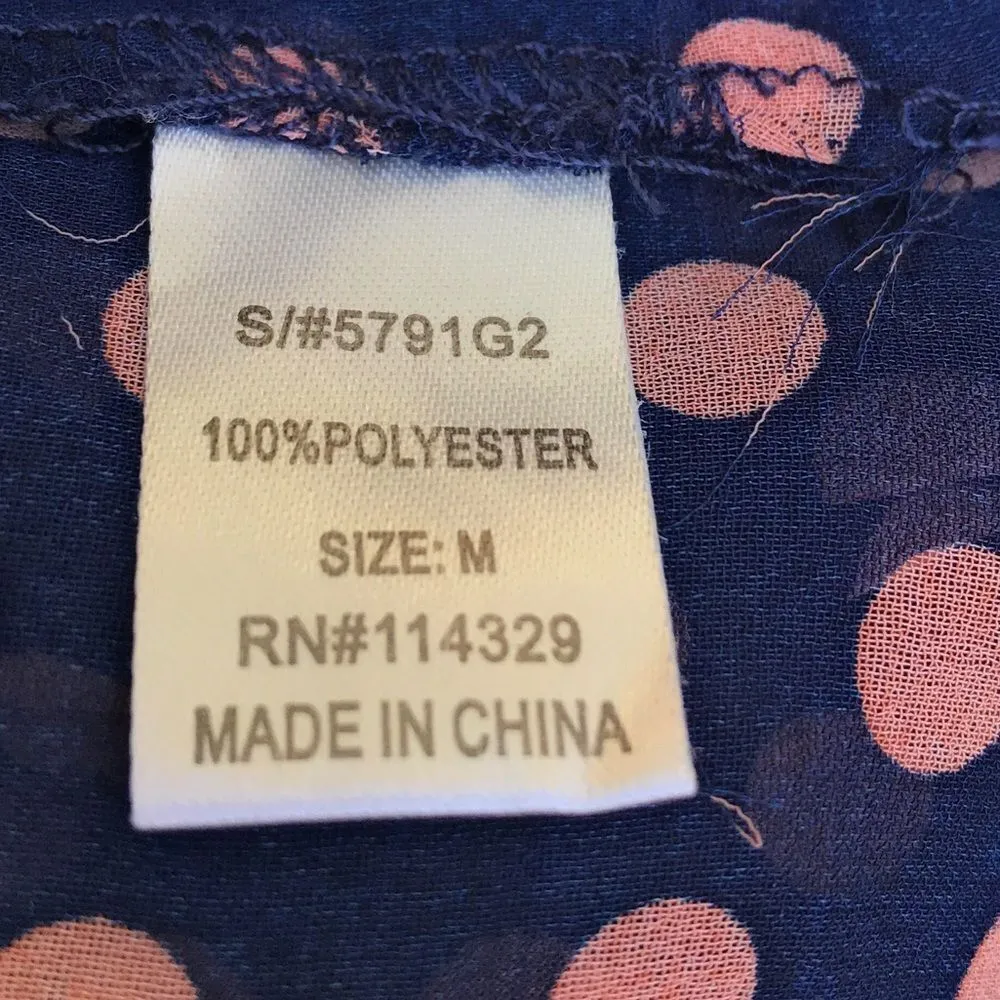 S/#5791G2
100%POLYESTER
SIZE: M
RN#114329
MADE IN CHINA